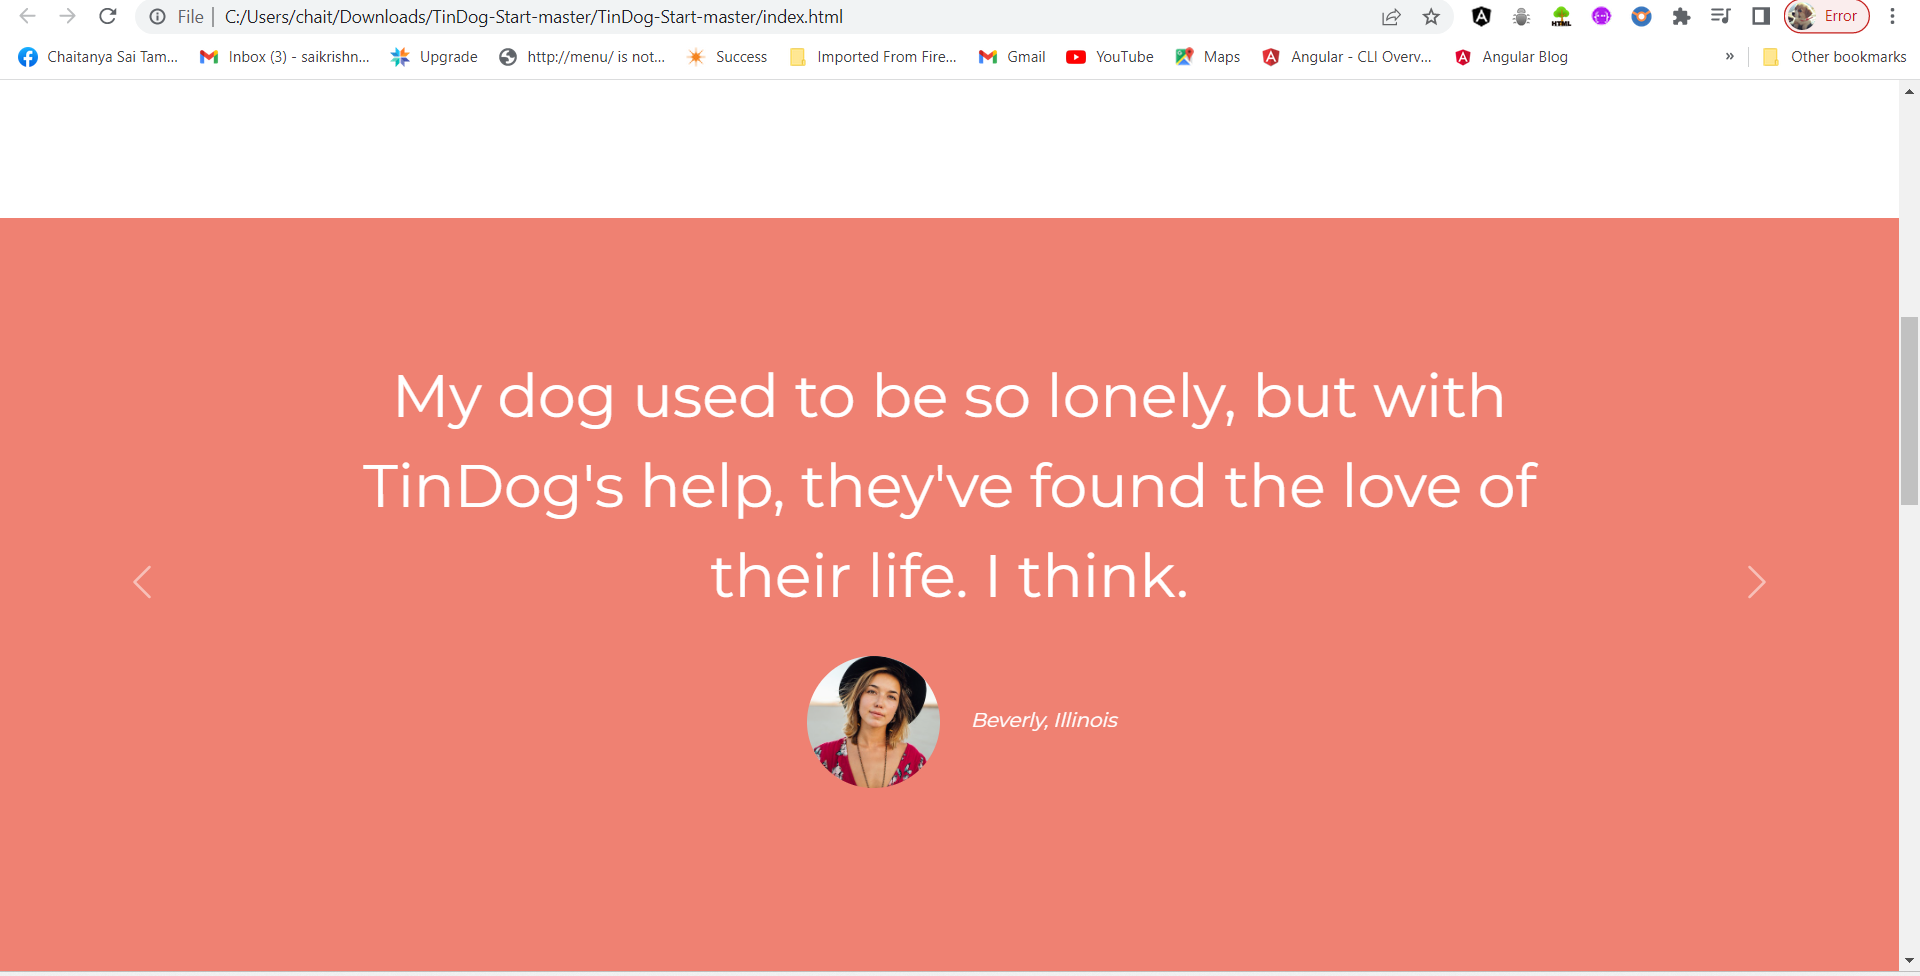 File | C:/Users/chait/Downloads/TinDog-Start-master/TinDog-Start-master/index.html
Error
Chaitanya Sai Tam... Inbox (3) - saikrishn... Upgrade http://menu/ is not... Success Imported From Fire... Gmail YouTube Maps Angular - CLI Overv... Angular Blog » Other bookmarks
My dog used to be so lonely, but with
TinDog's help, they've found the love of
their life. I think.
Beverly, Illinois